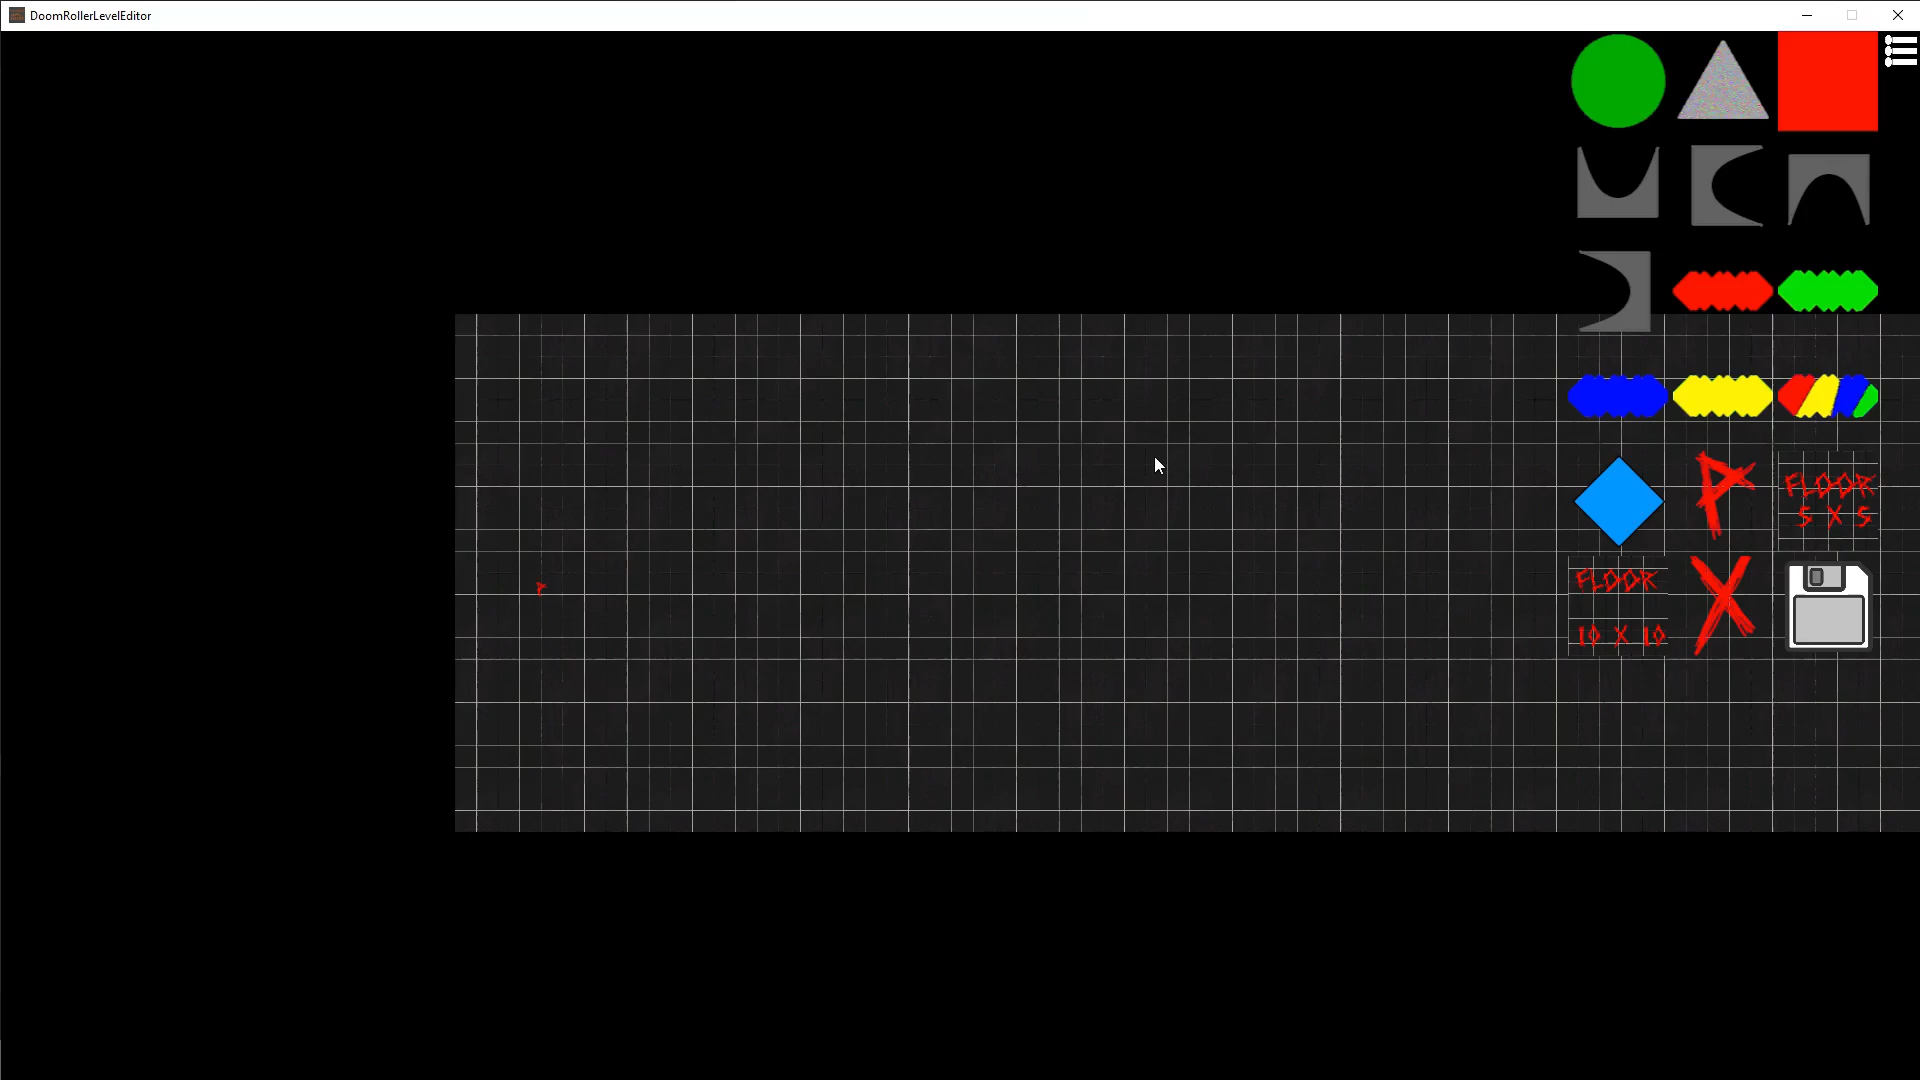 DoomRollerLevelEditor
P
FLOOR
5 X 5
P
FLOOR
10 X 10
X